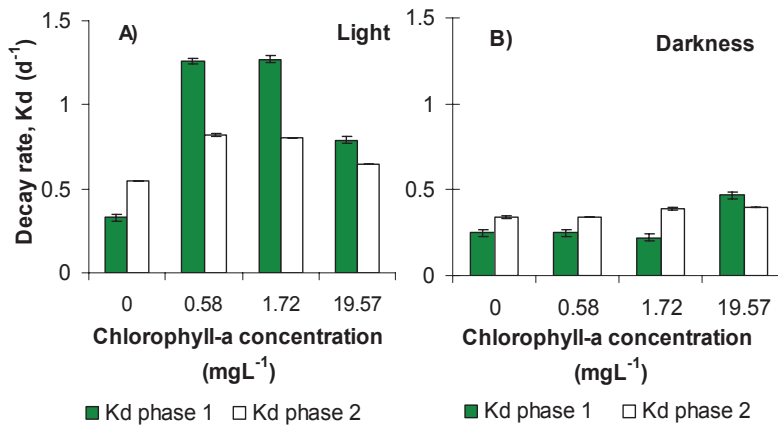 A) Light
Decay rate, Kd (d⁻¹)
1.5
1
0.5
0
0 0.58 1.72 19.57
Chlorophyll-a concentration
(mgL⁻¹)
Kd phase 1 Kd phase 2
B) Darkness
1.5
1
0.5
0
0 0.58 1.72 19.57
Chlorophyll-a concentration
(mgL⁻¹)
Kd phase 1 Kd phase 2